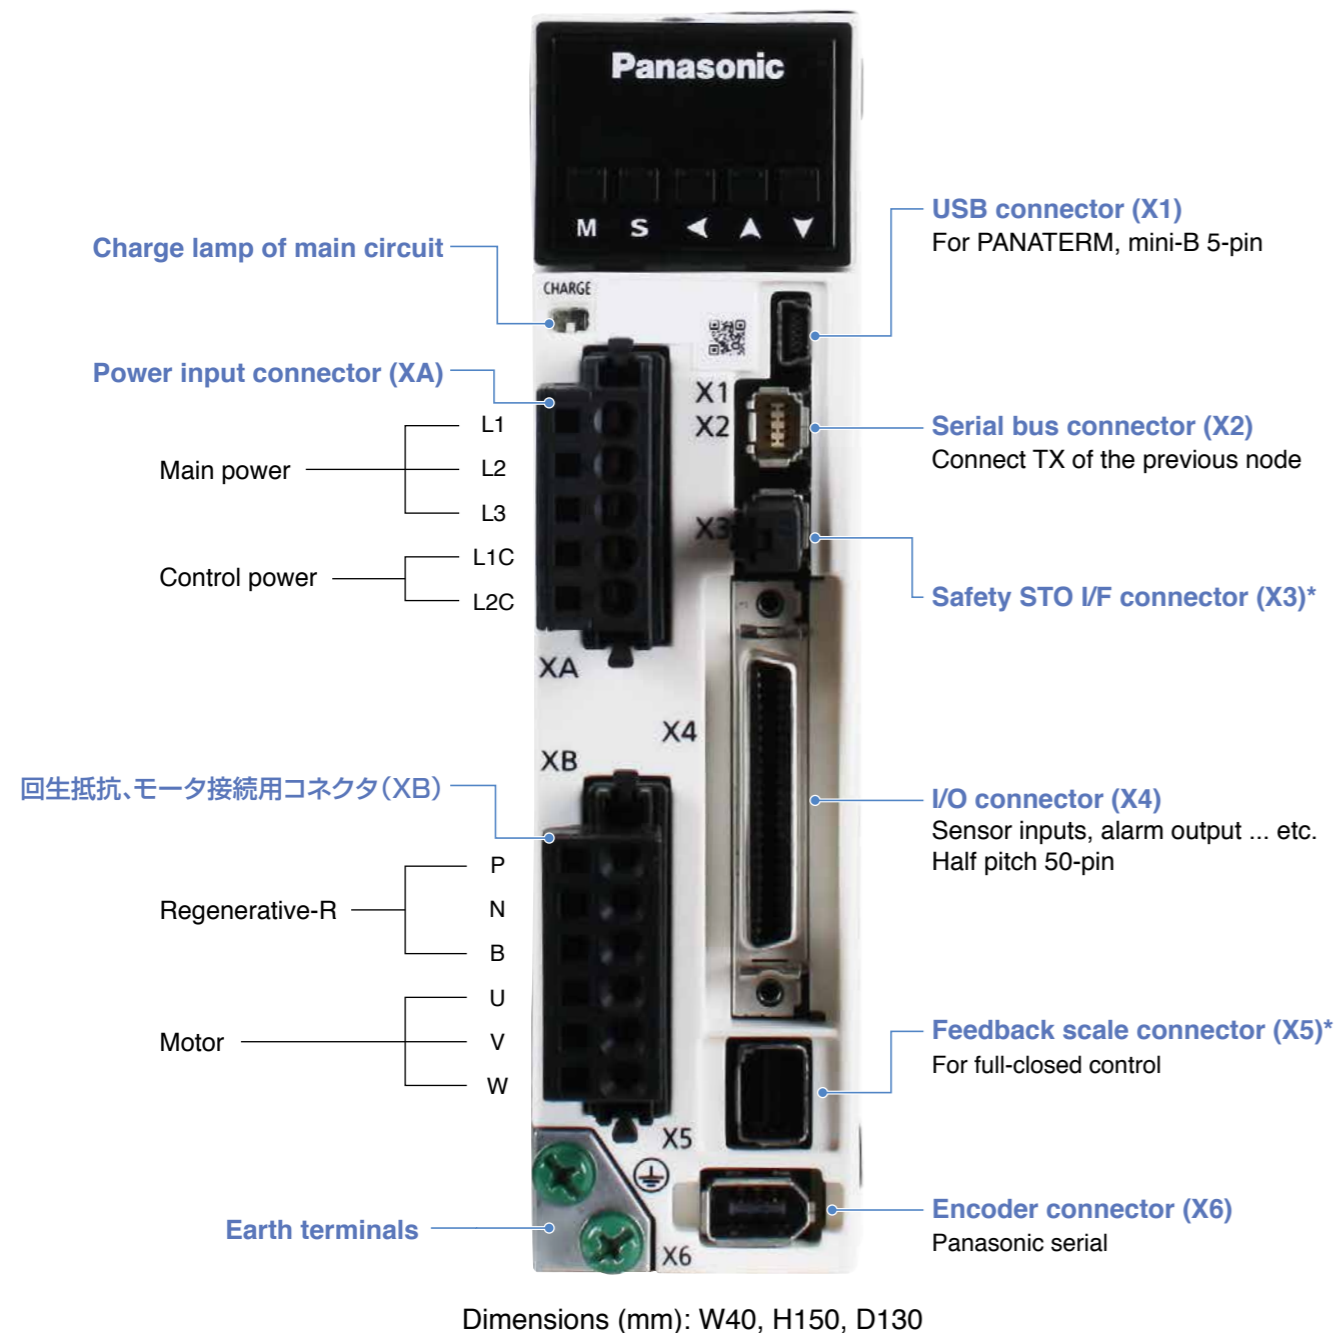 Panasonic
M S
CHARGE
X1
X2
X3
XA
X4
XB
X5
X6
Charge lamp of main circuit
Power input connector (XA)
Main power
L1
L2
L3
Control power
L1C
L2C
回生抵抗、モータ接続用コネクタ(XB)
Regenerative-R
P
N
B
Motor
U
V
W
Earth terminals
USB connector (X1)
For PANATERM, mini-B 5-pin
Serial bus connector (X2)
Connect TX of the previous node
Safety STO I/F connector (X3)*
I/O connector (X4)
Sensor inputs, alarm output ... etc.
Half pitch 50-pin
Feedback scale connector (X5)*
For full-closed control
Encoder connector (X6)
Panasonic serial
Dimensions (mm): W40, H150, D130